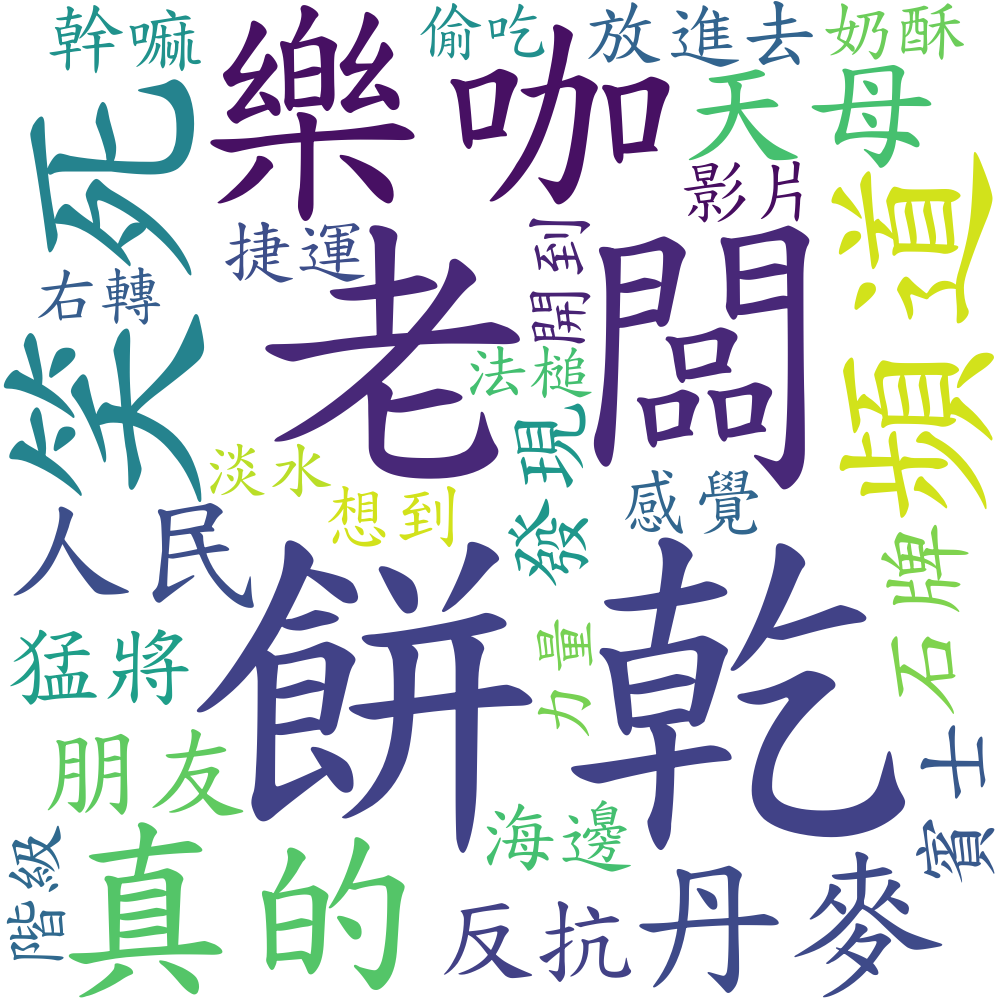 幹嘛
偷吃
放進去
奶酥
樂咖
天母
笑死
影片
頻道
捷運
開到
老闆
右轉
法槌
發現
淡水
想到
感覺
人民
石牌
餅乾
猛將
力量
朋友
賓士
海邊
階級
真的
反抗
丹麥